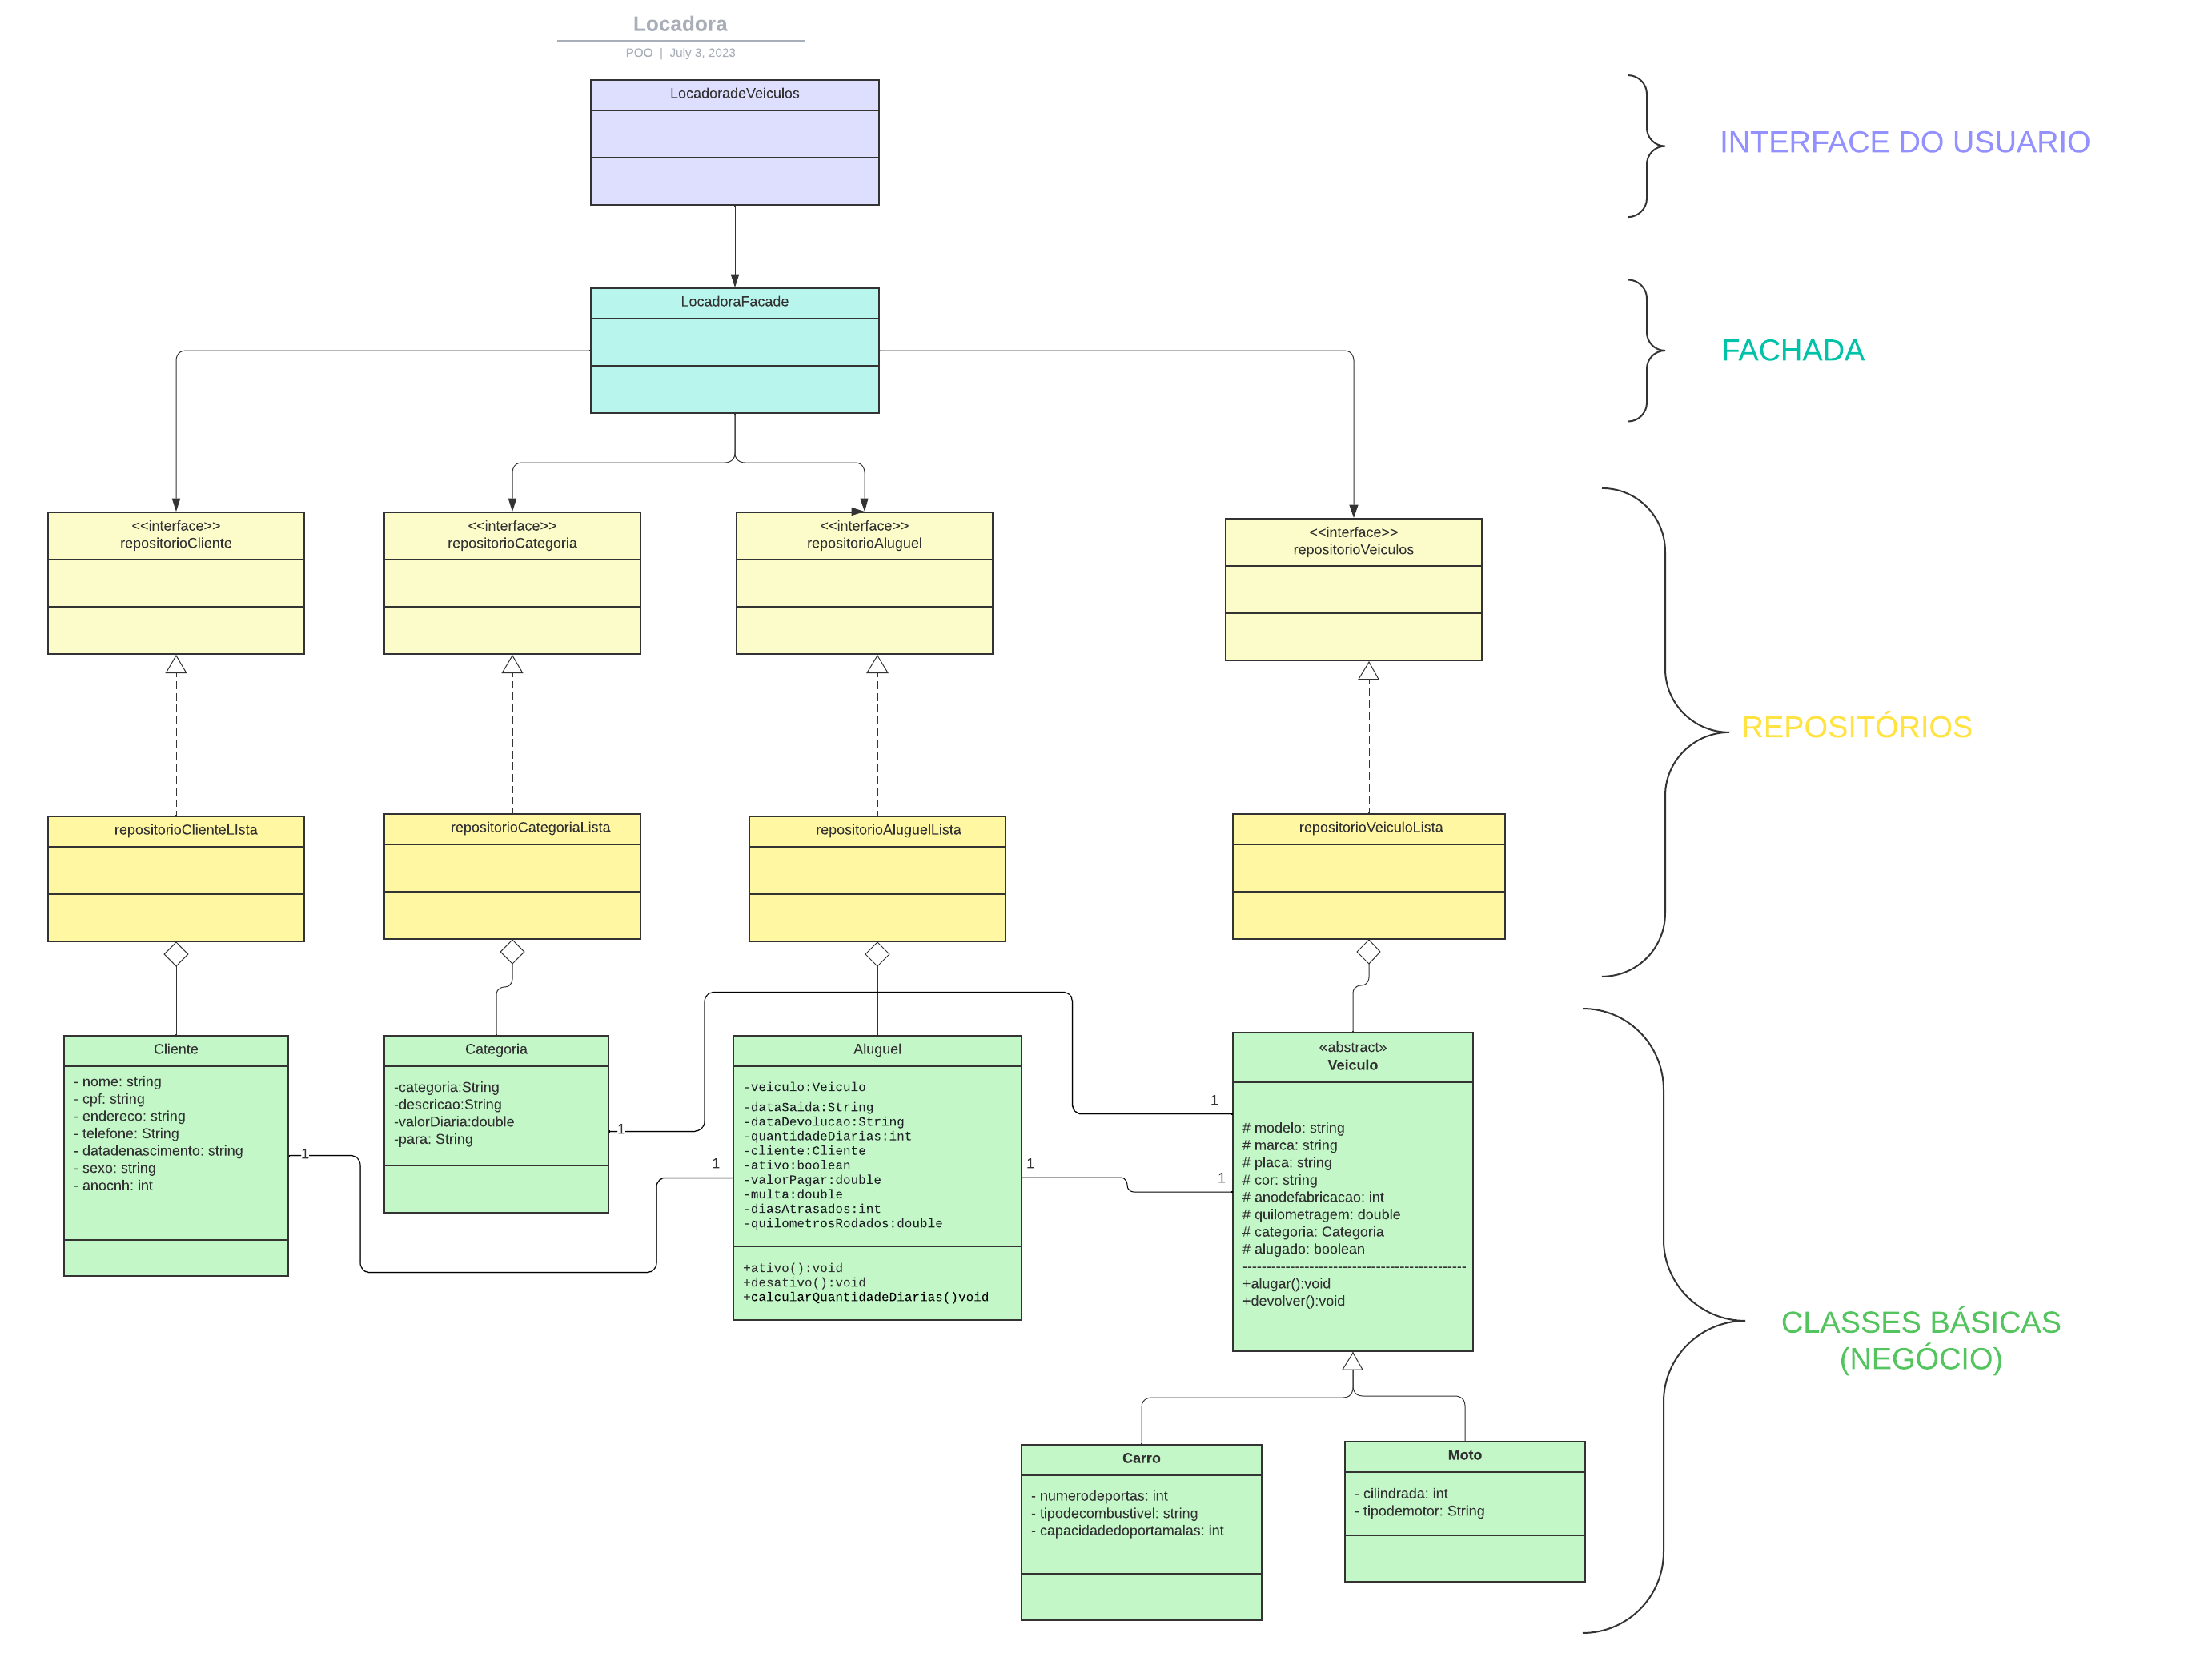 Locadora
POO | July 3, 2023
LocadoradeVeiculos
INTERFACE DO USUARIO
LocadoraFacade
FACHADA
<<interface>>
repositorioCliente
<<interface>>
repositorioCategoria
<<interface>>
repositorioAluguel
<<interface>>
repositorioVeiculos
REPOSITÓRIOS
repositorioClienteLIsta
repositorioCategoriaLista
repositorioAluguelLista
repositorioVeiculoLista
Cliente
- nome: string
- cpf: string
- endereco: string
- telefone: String
- datadenascimento: string
- sexo: string
- anocnh: int
1
Categoria
-categoria:String
-descricao:String
-valorDiaria:double
-para: String
1
1
Aluguel
-veiculo:Veiculo
-dataSaida:String
-dataDevolucao:String
-quantidadeDiarias:int
-cliente:Cliente
-ativo:boolean
-valorPagar:double
-multa:double
-diasAtrasados:int
-quilometrosRodados:double
+ativo():void
+desativo():void
+calcularQuantidadeDiarias()void
1
1
1
«abstract»
Veiculo
# modelo: string
# marca: string
# placa: string
# cor: string
# anodefabricacao: int
# quilometragem: double
# categoria: Categoria
# alugado: boolean
-----------------------------------------------
+alugar():void
+devolver():void
CLASSES BÁSICAS
(NEGÓCIO)
Carro
- numerodeportas: int
- tipodecombustivel: string
- capacidadedoportamalas: int
Moto
- cilindrada: int
- tipodemotor: String